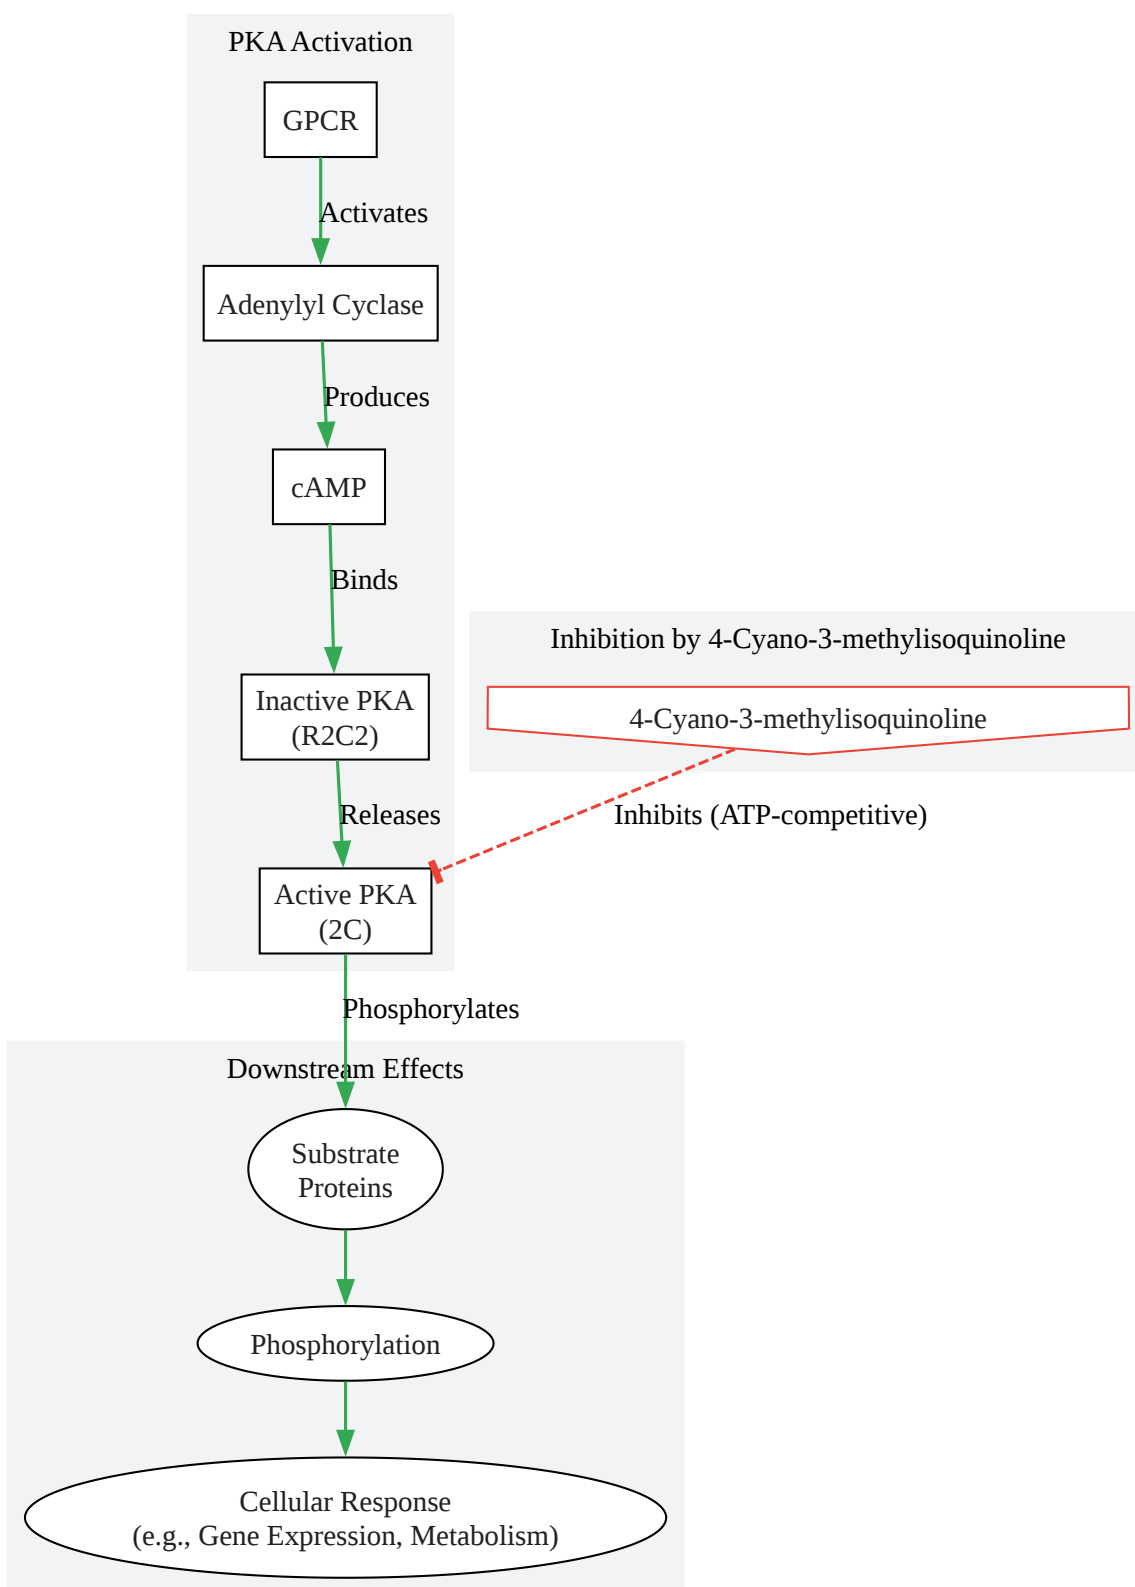 PKA Activation
GPCR
Activates
Adenylyl Cyclase
Produces
cAMP
Binds
Inhibition by 4-Cyano-3-methylisoquinoline
Inactive PKA
(R2C2)
4-Cyano-3-methylisoquinoline
Releases
Inhibits (ATP-competitive)
Active PKA
(2C)
Phosphorylates
Downstream Effects
Substrate
Proteins
Phosphorylation
Cellular Response
(e.g., Gene Expression, Metabolism)